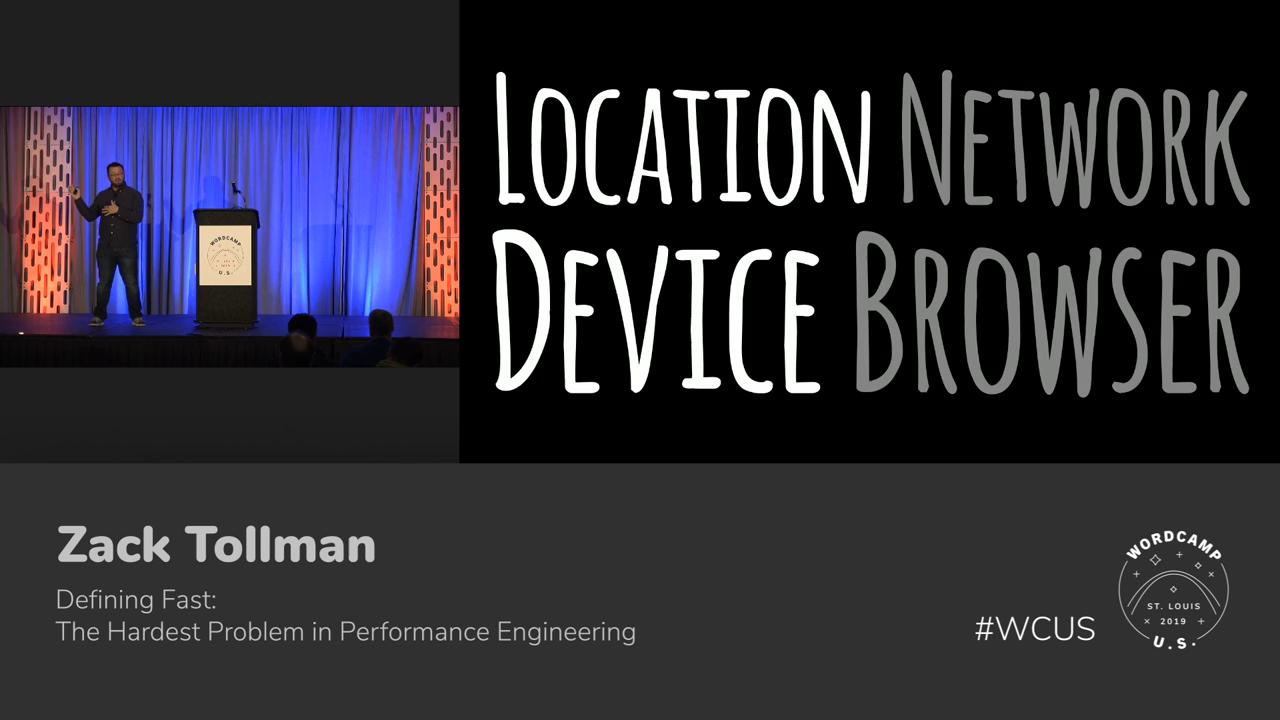 LOCATION NETWORK
DEVICE BROWSER
WORDCAMP
U.S.
Zack Tollman
Defining Fast:
The Hardest Problem in Performance Engineering
#WCUS
WORDCAMP
ST. LOUIS
2019
U.S.